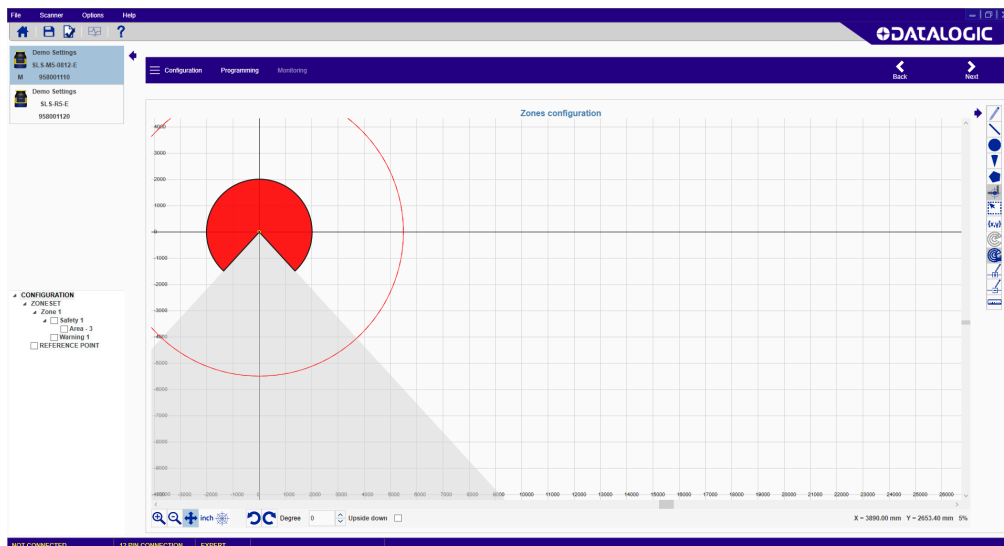 File Scanner Options Help
DATALOGIC
Demo Settings
SLS-M5-0812-E
M 958001110
Demo Settings
SLS-R5-E
958001120
Configuration Programming Monitoring
Back Next
Zones configuration
4000
3000
2000
1000
0
-1000
-2000
-3000
-4000
-5000
-6000
-7000
-8000
-9000
-3000 -2000 -1000 0 1000 2000 3000 4000 5000 6000 7000 8000 9000 10000 11000 12000 13000 14000 15000 16000 17000 18000 19000 20000 21000 22000 23000 24000 25000 26000
{x,y}
CONFIGURATION
ZONESET
Zone 1
Safety 1
Area - 3
Warning 1
REFERENCE POINT
inch Degree 0 Upside down
X = 3890.00 mm Y = 2653.40 mm 5%
NOT CONNECTED 12 PIN CONNECTION EXPERT